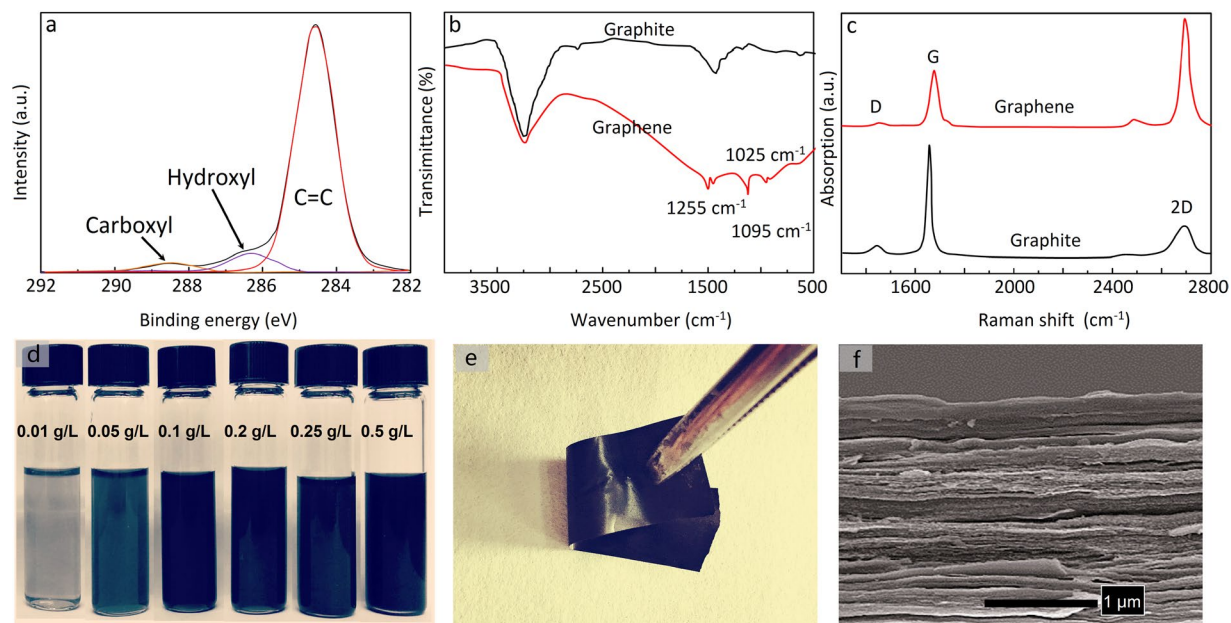 a
Intensity (a.u.)
Carboxyl
Hydroxyl
C=C
292 290 288 286 284 282
Binding energy (eV)
b
Transimittance (%)
Graphite
Graphene
1025 cm⁻¹
1255 cm⁻¹
1095 cm⁻¹
3500 2500 1500 500
Wavenumber (cm⁻¹)
c
Absorption (a.u.)
D
G
Graphene
2D
Graphite
1600 2000 2400 2800
Raman shift (cm⁻¹)
d
0.01 g/L 0.05 g/L 0.1 g/L 0.2 g/L 0.25 g/L 0.5 g/L
e
f
1 µm